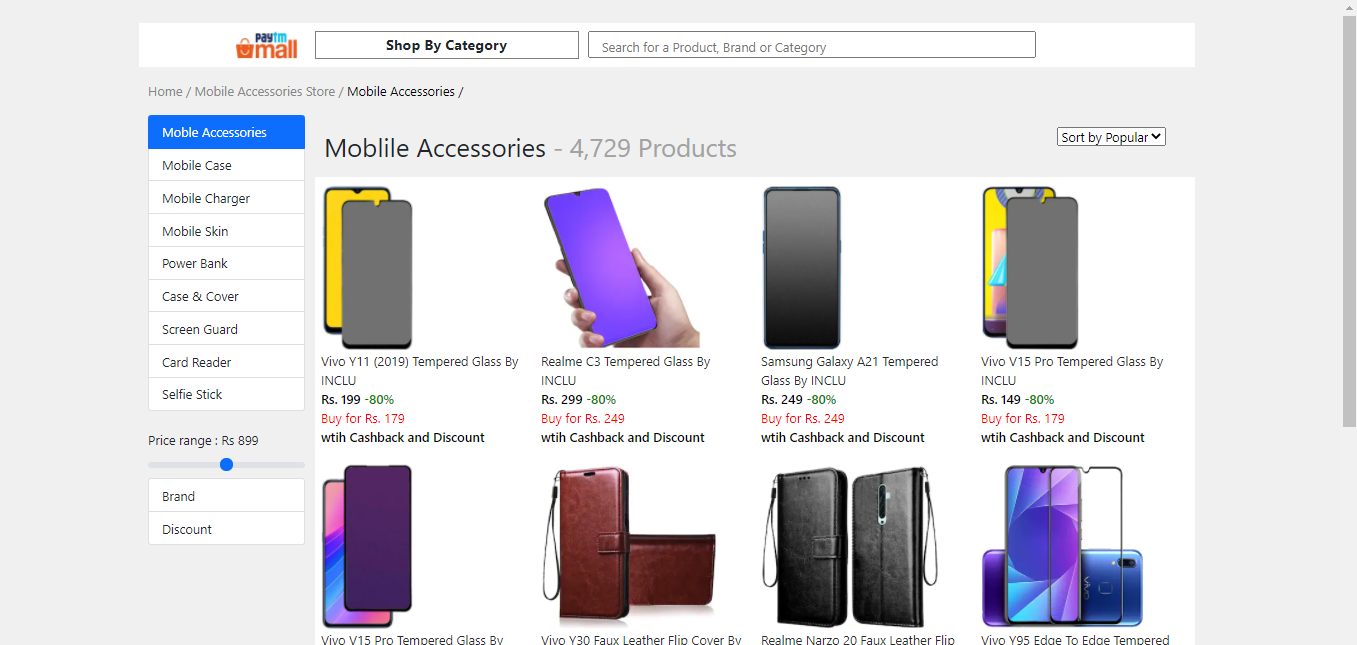 paytm
mall
Shop By Category
Search for a Product, Brand or Category
Home / Mobile Accessories Store / Mobile Accessories /
Moble Accessories
Mobile Case
Mobile Charger
Mobile Skin
Power Bank
Case & Cover
Screen Guard
Card Reader
Selfie Stick
Price range : Rs 899
Brand
Discount
Moblile Accessories - 4,729 Products
Sort by Popular
Vivo Y11 (2019) Tempered Glass By
INCLU
Rs. 199 -80%
Buy for Rs. 179
wtih Cashback and Discount
Realme C3 Tempered Glass By
INCLU
Rs. 299 -80%
Buy for Rs. 249
wtih Cashback and Discount
Samsung Galaxy A21 Tempered
Glass By INCLU
Rs. 249 -80%
Buy for Rs. 249
wtih Cashback and Discount
Vivo V15 Pro Tempered Glass By
INCLU
Rs. 149 -80%
Buy for Rs. 179
wtih Cashback and Discount
Vivo V15 Pro Tempered Glass By
Vivo Y30 Faux Leather Flip Cover By
Realme Narzo 20 Faux Leather Flip
Vivo Y95 Edge To Edge Tempered
vivo